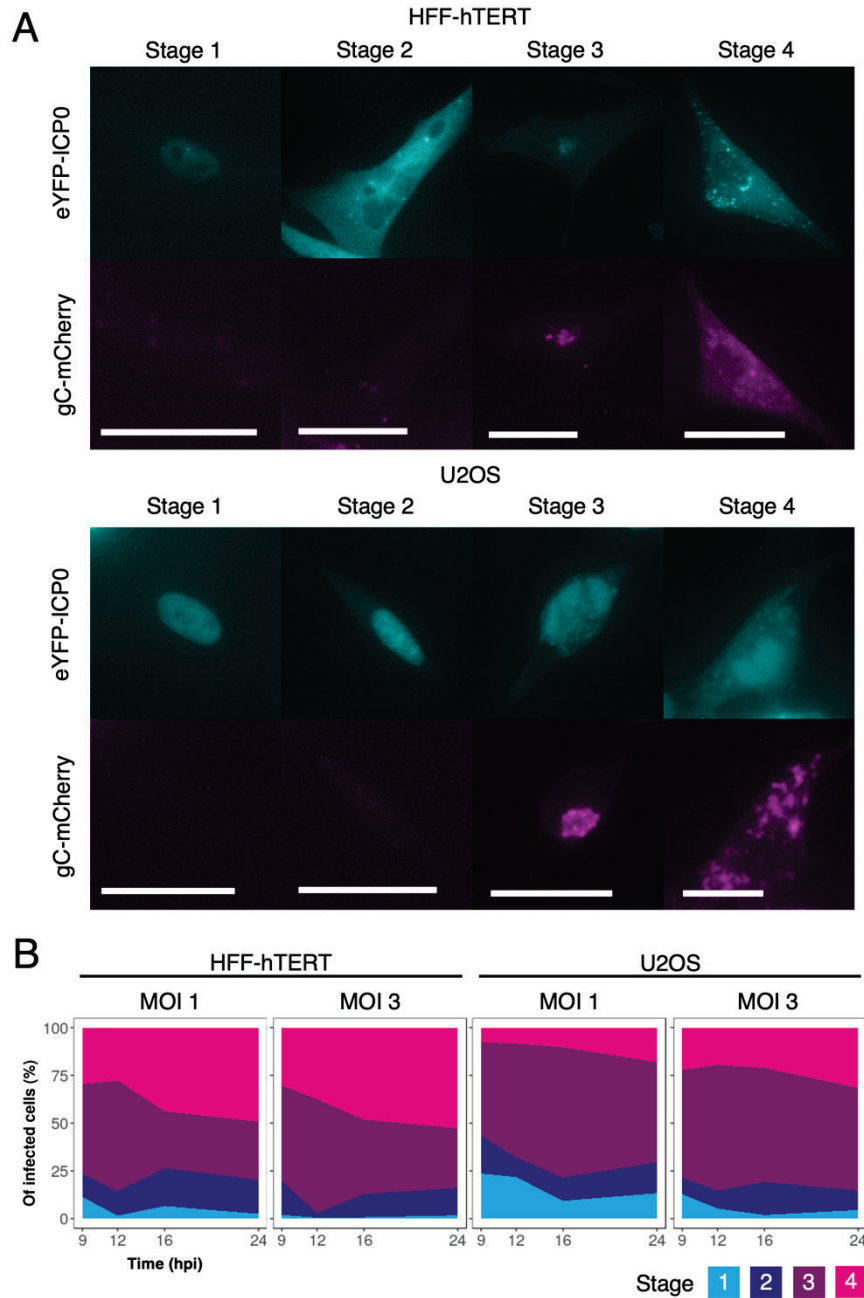 A
HFF-hTERT
Stage 1 Stage 2 Stage 3 Stage 4
eYFP-ICP0
gC-mCherry
U2OS
Stage 1 Stage 2 Stage 3 Stage 4
eYFP-ICP0
gC-mCherry
B
HFF-hTERT U2OS
MOI 1 MOI 3 MOI 1 MOI 3
Of infected cells (%)
100
75
50
25
0
9 12 16 24 9 12 16 24 9 12 16 24 9 12 16 24
Time (hpi)
Stage 1 2 3 4